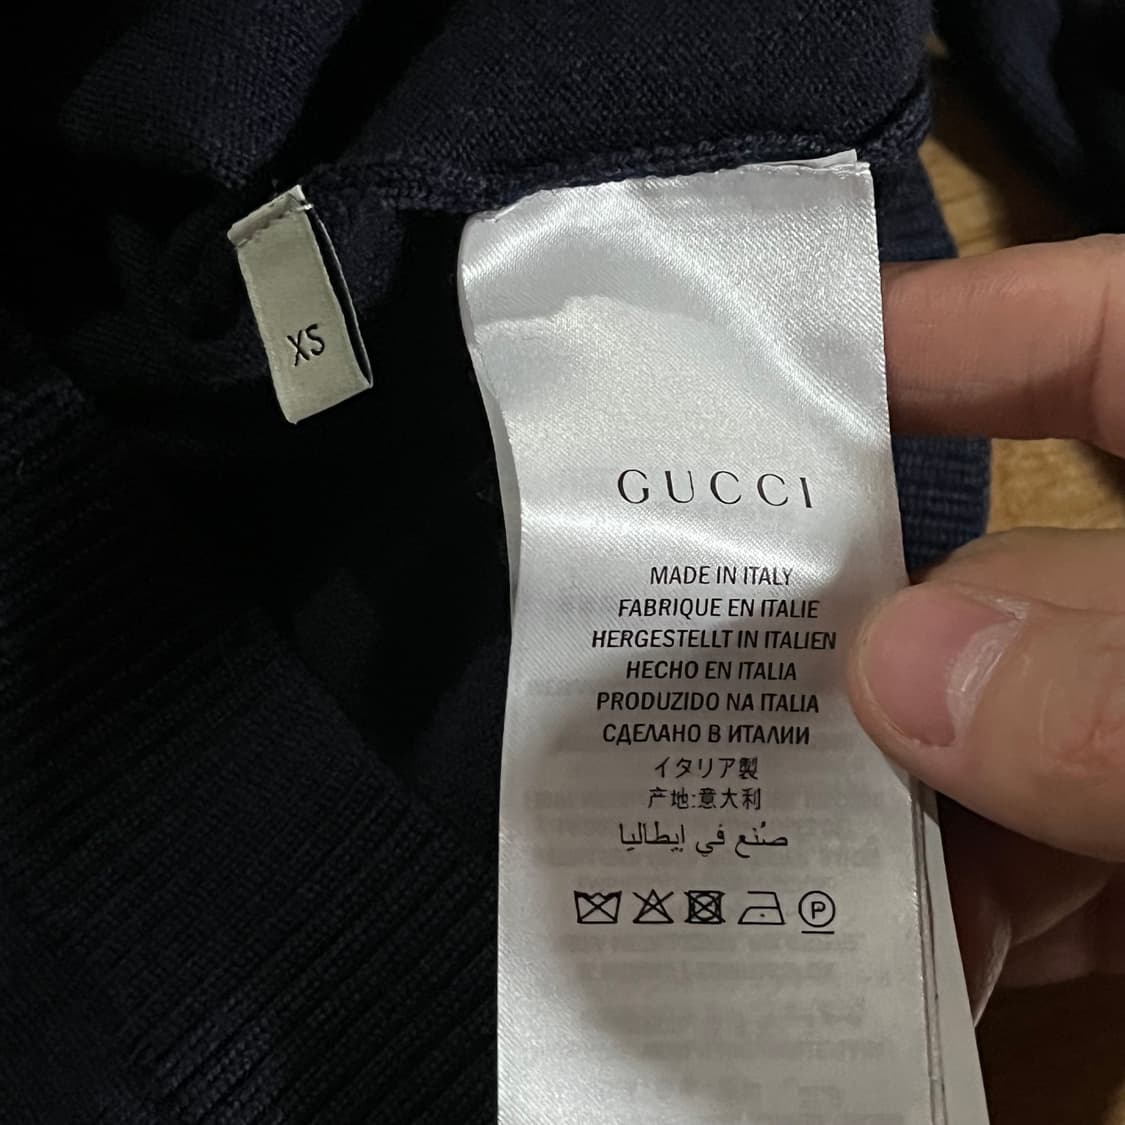 XS
GUCCI
MADE IN ITALY
FABRIQUE EN ITALIE
HERGESTELLT IN ITALIEN
HECHO EN ITALIA
PRODUZIDO NA ITALIA
СДЕЛАНО В ИТАЛИИ
イタリア製
产地:意大利
صُنع في إيطاليا
P